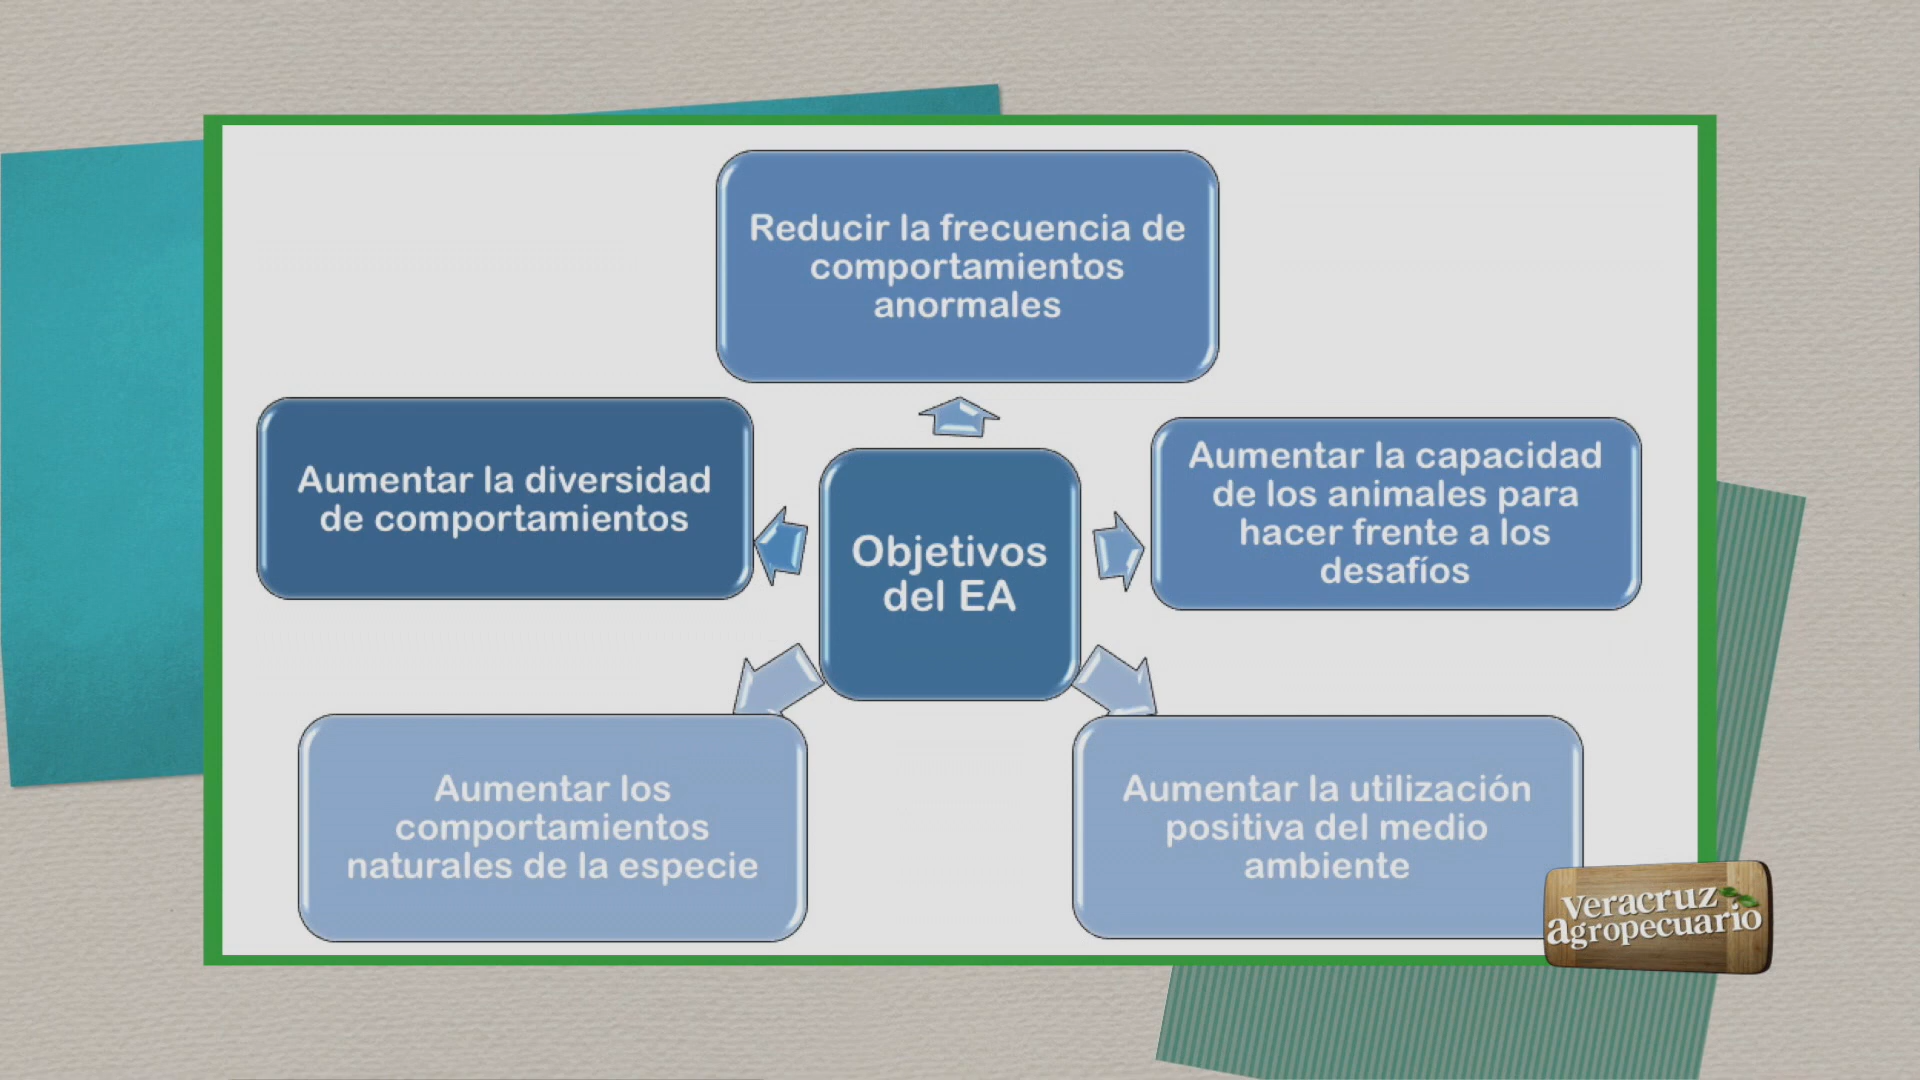 Reducir la frecuencia de
comportamientos
anormales
Aumentar la diversidad
de comportamientos
Objetivos
del EA
Aumentar la capacidad
de los animales para
hacer frente a los
desafíos
Aumentar los
comportamientos
naturales de la especie
Aumentar la utilización
positiva del medio
ambiente
veracruz
agropecuario